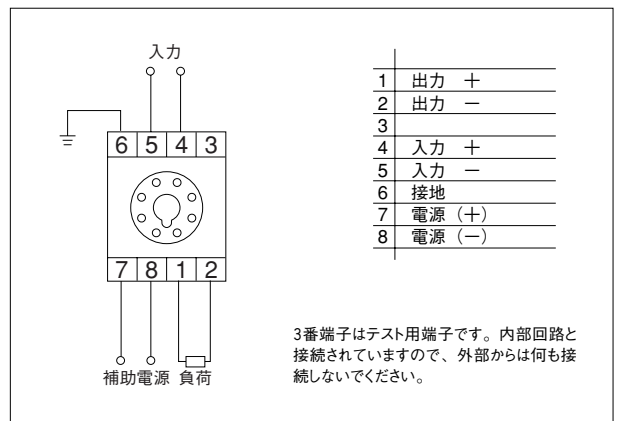 入力
6 5 4 3
7 8 1 2
補助電源 負荷
1 出力 ＋
2 出力 −
3
4 入力 ＋
5 入力 −
6 接地
7 電源（＋）
8 電源（−）
3番端子はテスト用端子です。内部回路と
接続されていますので、外部からは何も接
続しないでください。